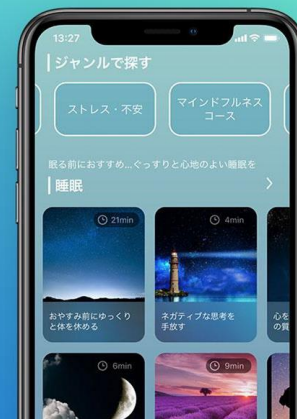 13:27
ジャンルで探す
ストレス・不安
マインドフルネス
コース
眠る前におすすめ...ぐっすりと心地のよい睡眠を
睡眠
21min
4min
おやすみ前にゆっくり
と体を休める
ネガティブな思考を
手放す
心を
の質
6min
9min